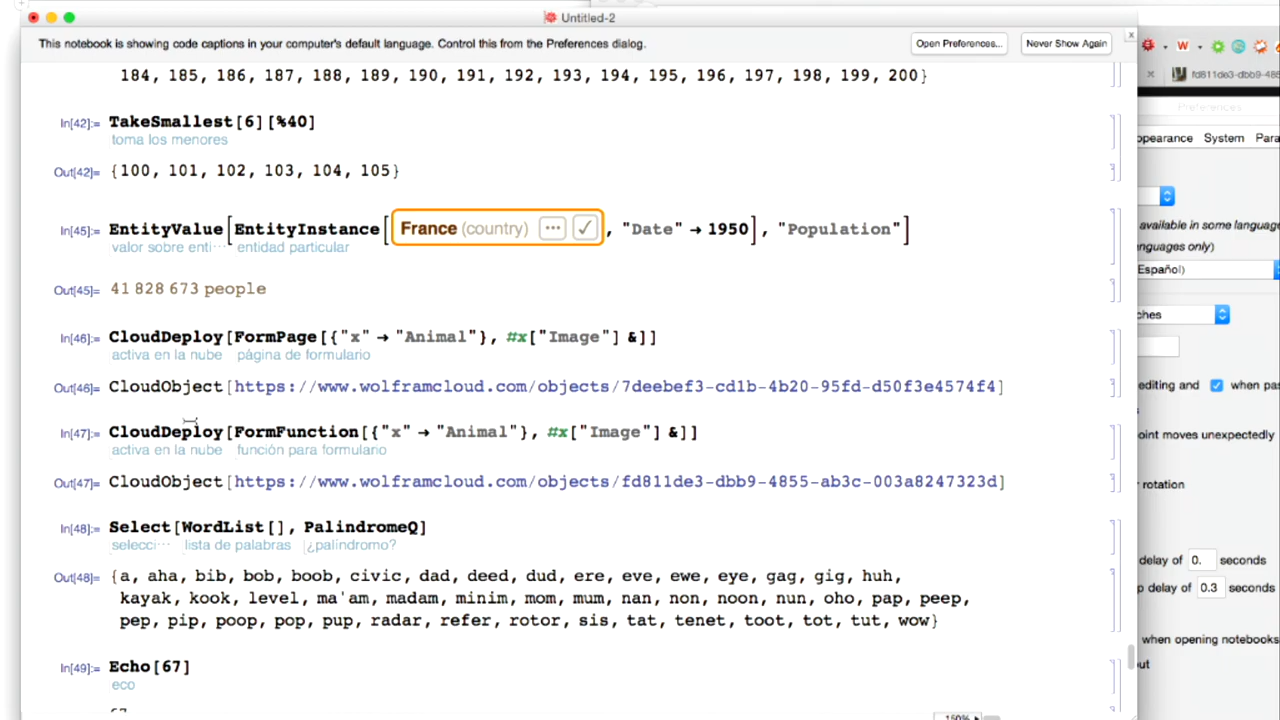 Untitled-2
This notebook is showing code captions in your computer's default language. Control this from the Preferences dialog.
Open Preferences...
Never Show Again
184, 185, 186, 187, 188, 189, 190, 191, 192, 193, 194, 195, 196, 197, 198, 199, 200}
In[42]:= TakeSmallest[6][%40]
toma los menores
Out[42]= {100, 101, 102, 103, 104, 105}
In[45]:= EntityValue[EntityInstance[France (country) ... ✓, "Date" → 1950], "Population"]
valor sobre enti··· entidad particular
Out[45]= 41 828 673 people
In[46]:= CloudDeploy[FormPage[{"x" → "Animal"}, #x["Image"] &]]
activa en la nube página de formulario
Out[46]= CloudObject[https://www.wolframcloud.com/objects/7deebef3-cd1b-4b20-95fd-d50f3e4574f4]
In[47]:= CloudDeploy[FormFunction[{"x" → "Animal"}, #x["Image"] &]]
activa en la nube función para formulario
Out[47]= CloudObject[https://www.wolframcloud.com/objects/fd811de3-dbb9-4855-ab3c-003a8247323d]
In[48]:= Select[WordList[], PalindromeQ]
selecci··· lista de palabras ¿palíndromo?
Out[48]= {a, aha, bib, bob, boob, civic, dad, deed, dud, ere, eve, ewe, eye, gag, gig, huh,
kayak, kook, level, ma'am, madam, minim, mom, mum, nan, non, noon, nun, oho, pap, peep,
pep, pip, poop, pop, pup, radar, refer, rotor, sis, tat, tenet, toot, tot, tut, wow}
In[49]:= Echo[67]
eco
150%
fd811de3-dbb9-485
Preferences
ppearance System Para
available in some language
nguages only)
Español)
ches
editing and when pas
oint moves unexpectedly
rotation
delay of 0. seconds
p delay of 0.3 seconds
when opening notebooks
ut